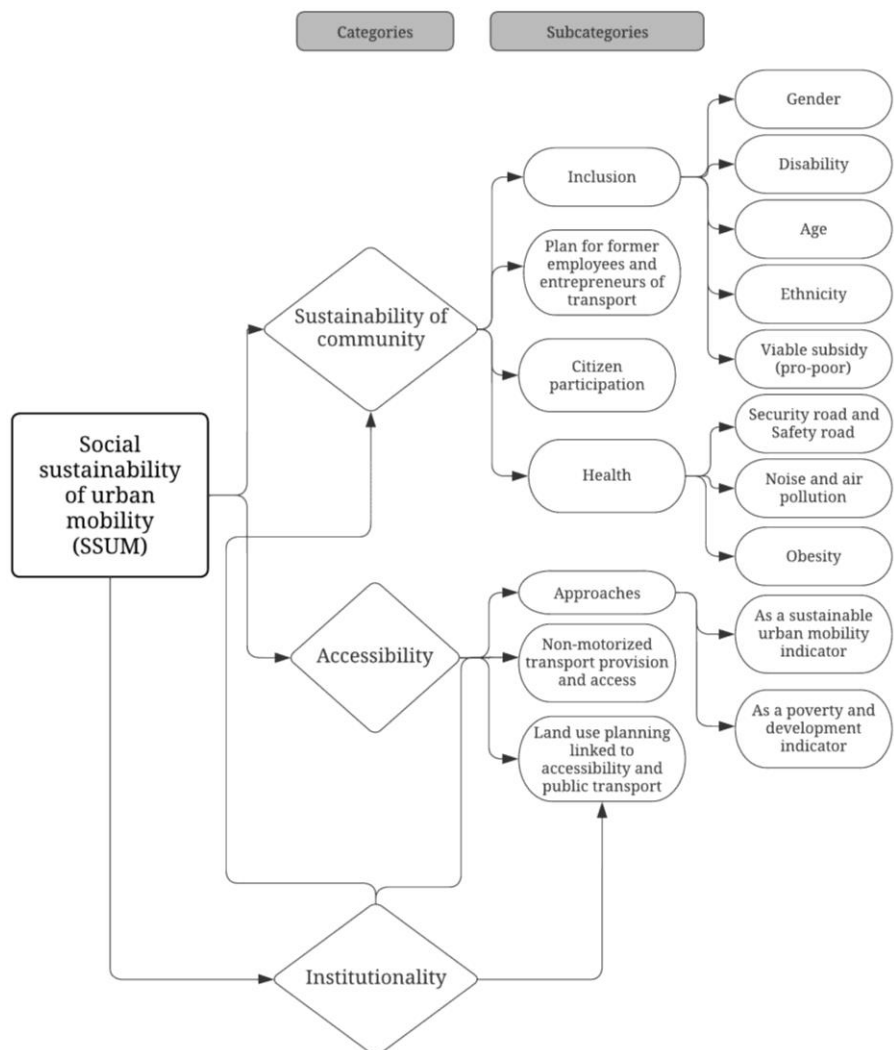 Categories
Subcategories
Gender
Disability
Inclusion
Age
Plan for former
employees and
entrepreneurs of
transport
Ethnicity
Sustainability of
community
Viable subsidy
(pro-poor)
Citizen
participation
Security road and
Safety road
Social
sustainability
of urban
mobility
(SSUM)
Health
Noise and air
pollution
Obesity
Approaches
As a sustainable
urban mobility
indicator
Accessibility
Non-motorized
transport provision
and access
As a poverty and
development
indicator
Land use planning
linked to
accessibility and
public transport
Institutionality